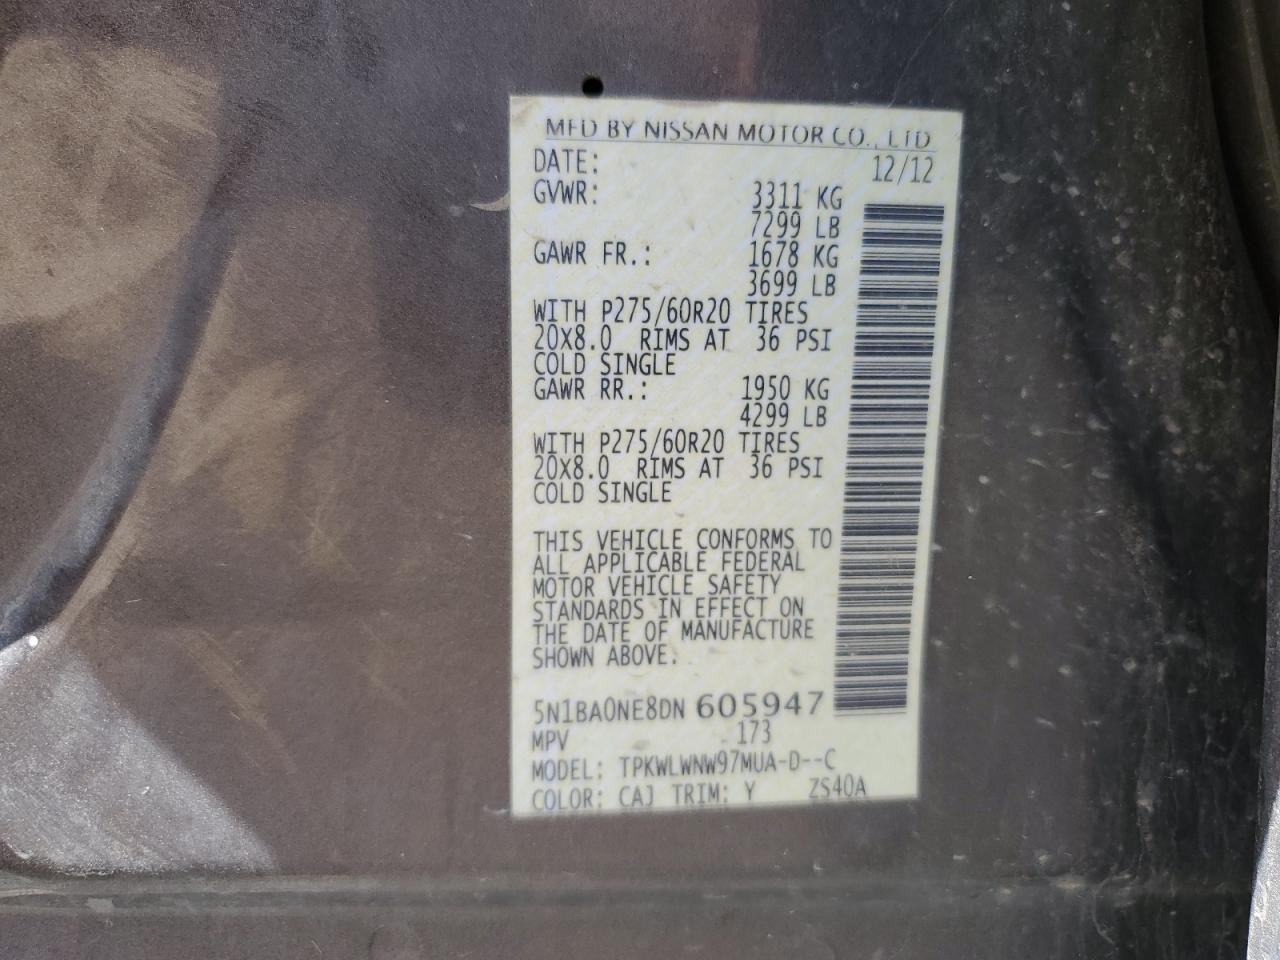 MFD BY NISSAN MOTOR CO., LTD
DATE: 12/12
GVWR: 3311 KG
7299 LB
GAWR FR.: 1678 KG
3699 LB
WITH P275/60R20 TIRES
20X8.0 RIMS AT 36 PSI
COLD SINGLE
GAWR RR.: 1950 KG
4299 LB
WITH P275/60R20 TIRES
20X8.0 RIMS AT 36 PSI
COLD SINGLE
THIS VEHICLE CONFORMS TO
ALL APPLICABLE FEDERAL
MOTOR VEHICLE SAFETY
STANDARDS IN EFFECT ON
THE DATE OF MANUFACTURE
SHOWN ABOVE.
5N1BA0NE8DN 605947
MPV 173
MODEL: TPKWLWNW97MUA-D--C
COLOR: CAJ TRIM: Y ZS40A